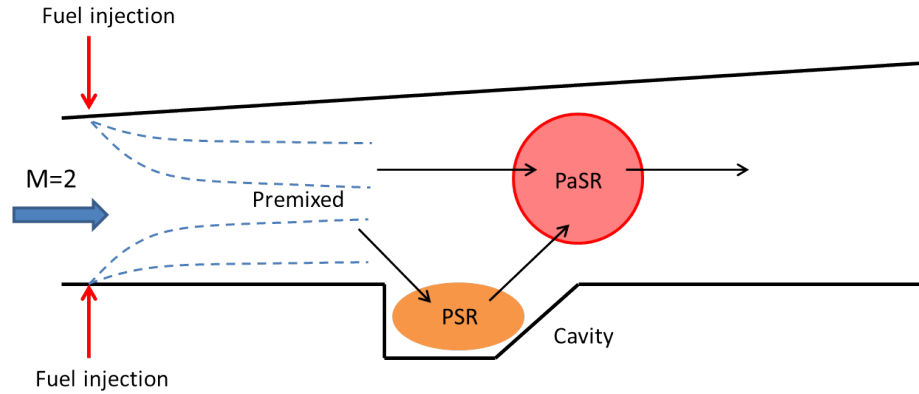 Fuel injection
M=2
Premixed
PaSR
PSR
Cavity
Fuel injection